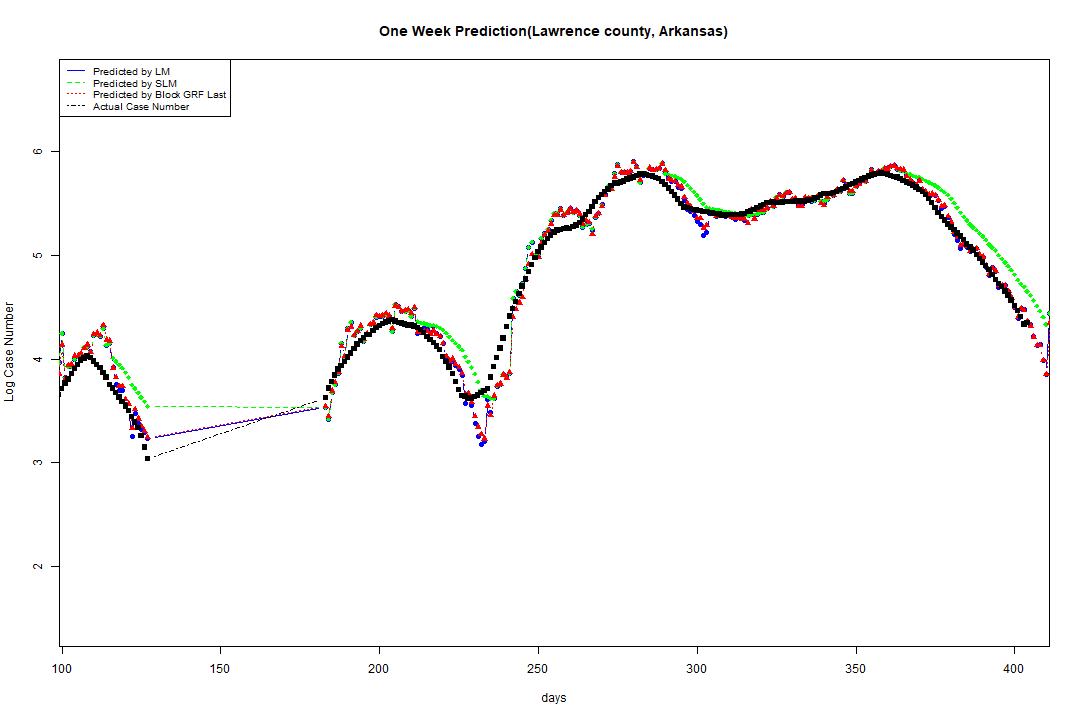 One Week Prediction(Lawrence county, Arkansas)
Predicted by LM
Predicted by SLM
Predicted by Block GRF Last
Actual Case Number
Log Case Number
6
5
4
3
2
100 150 200 250 300 350 400
days